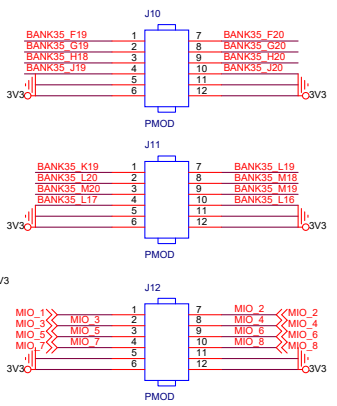 J10
BANK35_F19 1 7 BANK35_F20
BANK35_G19 2 8 BANK35_G20
BANK35_H18 3 9 BANK35_H20
BANK35_J19 4 10 BANK35_J20
5 11
3V3 6 12 3V3
PMOD
J11
BANK35_K19 1 7 BANK35_L19
BANK35_L20 2 8 BANK35_M18
BANK35_M20 3 9 BANK35_M19
BANK35_L17 4 10 BANK35_L16
5 11
3V3 6 12 3V3
PMOD
V3
J12
MIO_1 1 7 MIO_2 MIO_2
MIO_3 MIO_3 2 8 MIO_4 MIO_4
MIO_5 MIO_5 3 9 MIO_6 MIO_6
MIO_7 MIO_7 4 10 MIO_8 MIO_8
5 11
3V3 6 12 3V3
PMOD